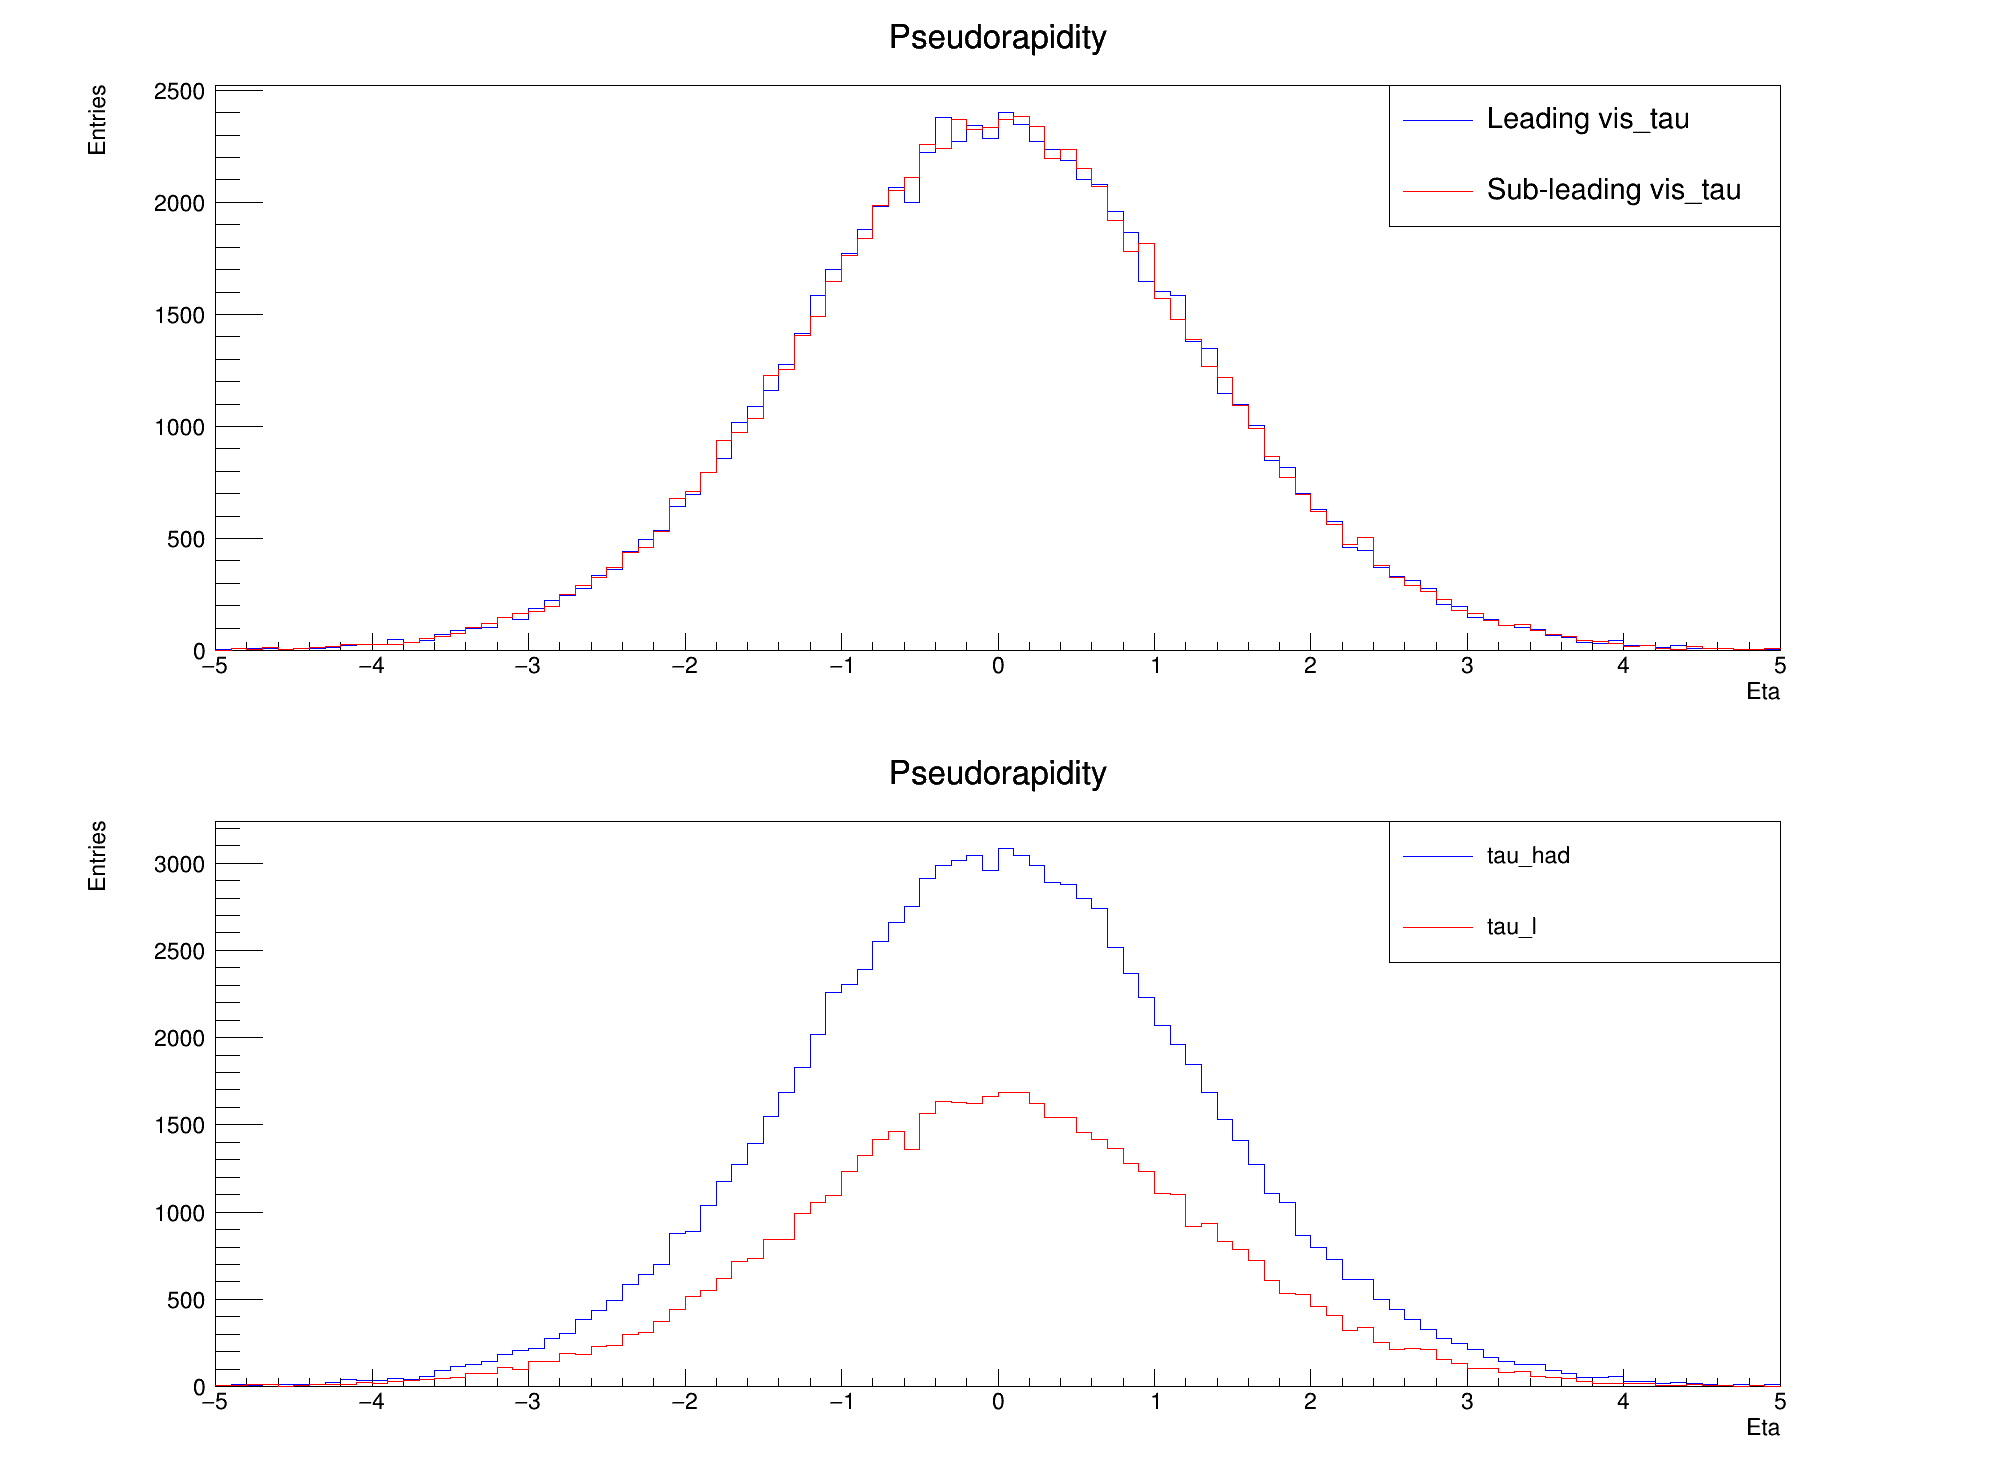 Pseudorapidity
Entries
2500
2000
1500
1000
500
0
−5 −4 −3 −2 −1 0 1 2 3 4 5
Eta
Leading vis_tau
Sub-leading vis_tau
Pseudorapidity
Entries
3000
2500
2000
1500
1000
500
0
−5 −4 −3 −2 −1 0 1 2 3 4 5
Eta
tau_had
tau_l